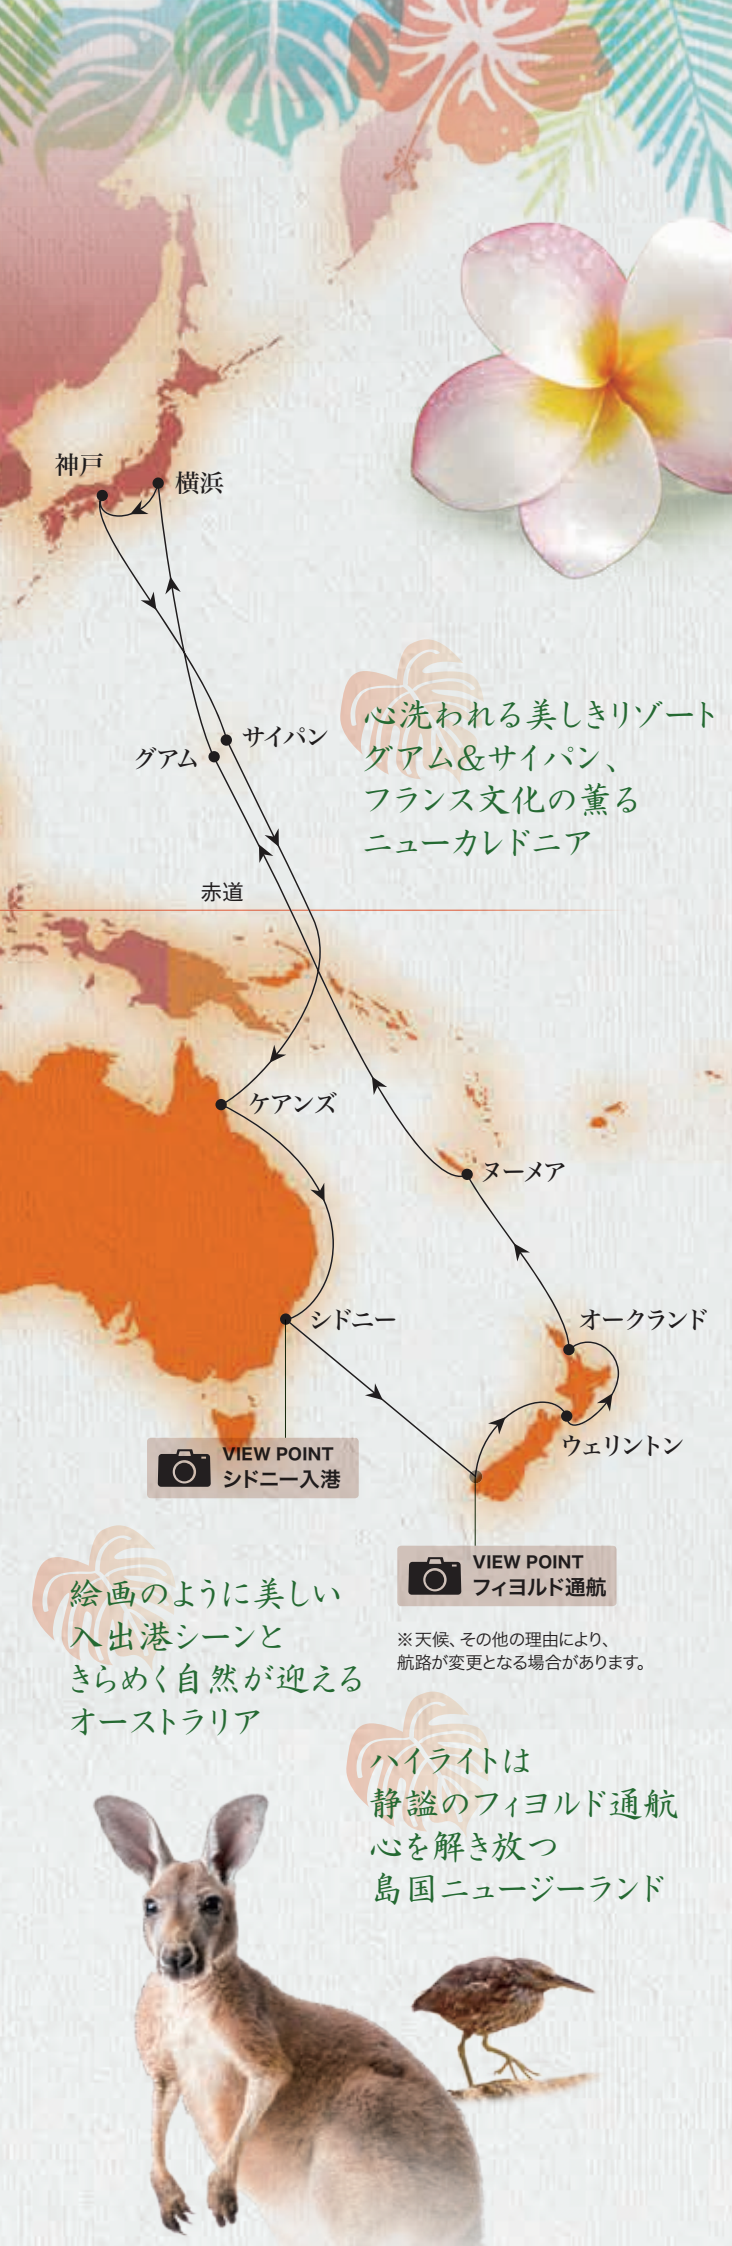 神戸
横浜
サイパン
グアム
心洗われる美しきリゾート
グアム&サイパン、
フランス文化の薫る
ニューカレドニア
赤道
ケアンズ
ヌーメア
シドニー
オークランド
ウェリントン
VIEW POINT
シドニー入港
VIEW POINT
フィヨルド通航
※天候、その他の理由により、
航路が変更となる場合があります。
絵画のように美しい
入出港シーンと
きらめく自然が迎える
オーストラリア
ハイライトは
静謐のフィヨルド通航
心を解き放つ
島国ニュージーランド